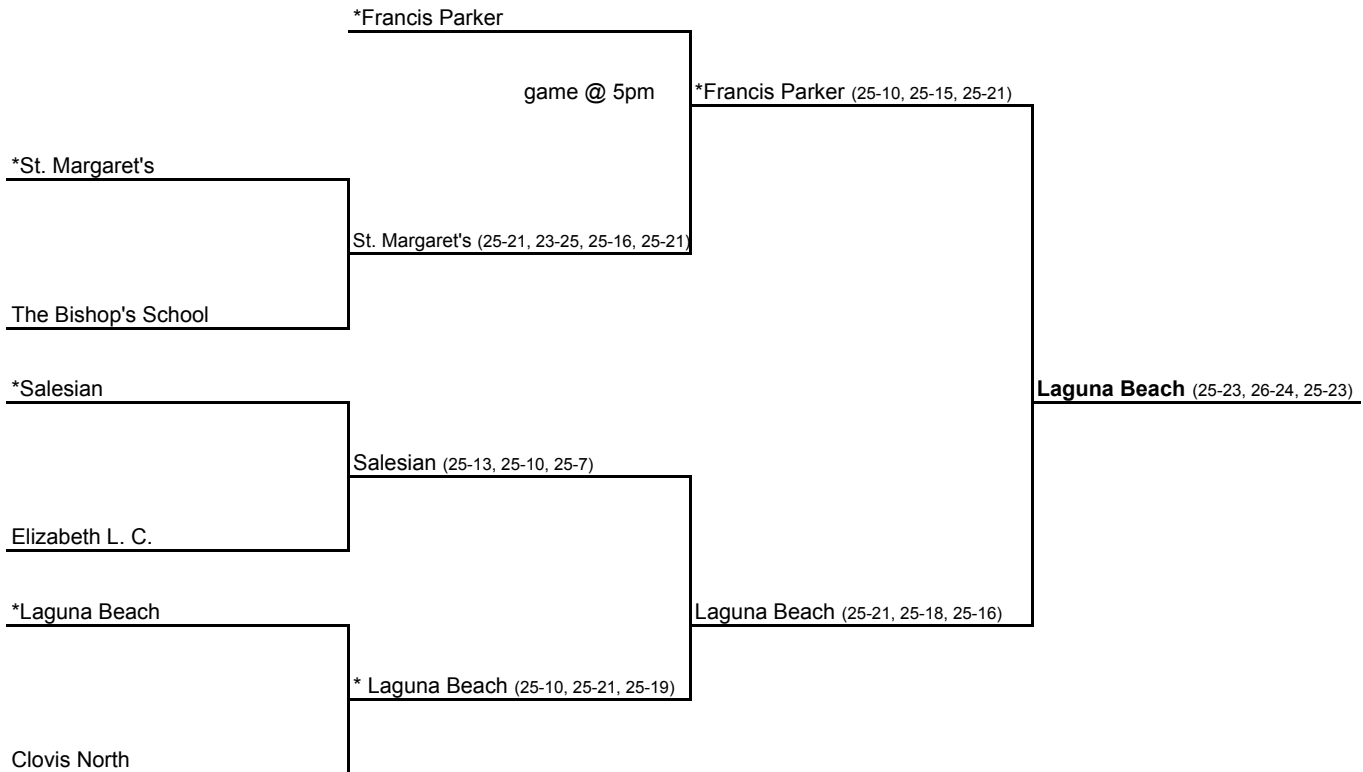 *Francis Parker
game @ 5pm
*Francis Parker (25-10, 25-15, 25-21)
*St. Margaret's
St. Margaret's (25-21, 23-25, 25-16, 25-21)
The Bishop's School
*Salesian
Laguna Beach (25-23, 26-24, 25-23)
Salesian (25-13, 25-10, 25-7)
Elizabeth L. C.
*Laguna Beach
Laguna Beach (25-21, 25-18, 25-16)
* Laguna Beach (25-10, 25-21, 25-19)
Clovis North